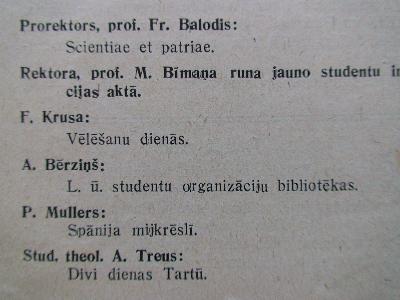 Prorektors, prof. Fr. Balodis:
Scientiae et patriae.
Rektora, prof. M. Bīmaņa runa jauno studentu
cijas aktā.
F. Krusa:
Vēlēšanu dienās.
A. Bērziņš:
L. ū. studentu organizāciju bibliotēkas.
P. Mullers:
Spānija mijkrēslī.
Stud. theol. A. Treus:
Divi dienas Tartū.